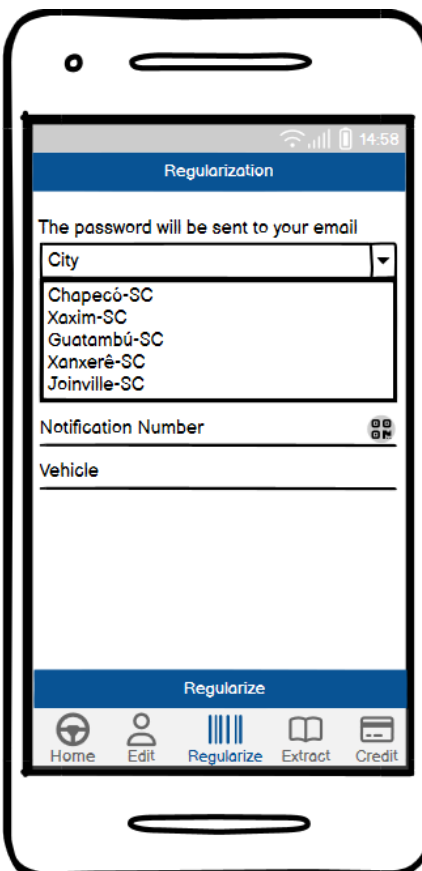 14:58
Regularization
The password will be sent to your email
City
Chapecó-SC
Xaxim-SC
Guatambú-SC
Xanxerê-SC
Joinville-SC
Notification Number
Vehicle
Regularize
Home Edit Regularize Extract Credit